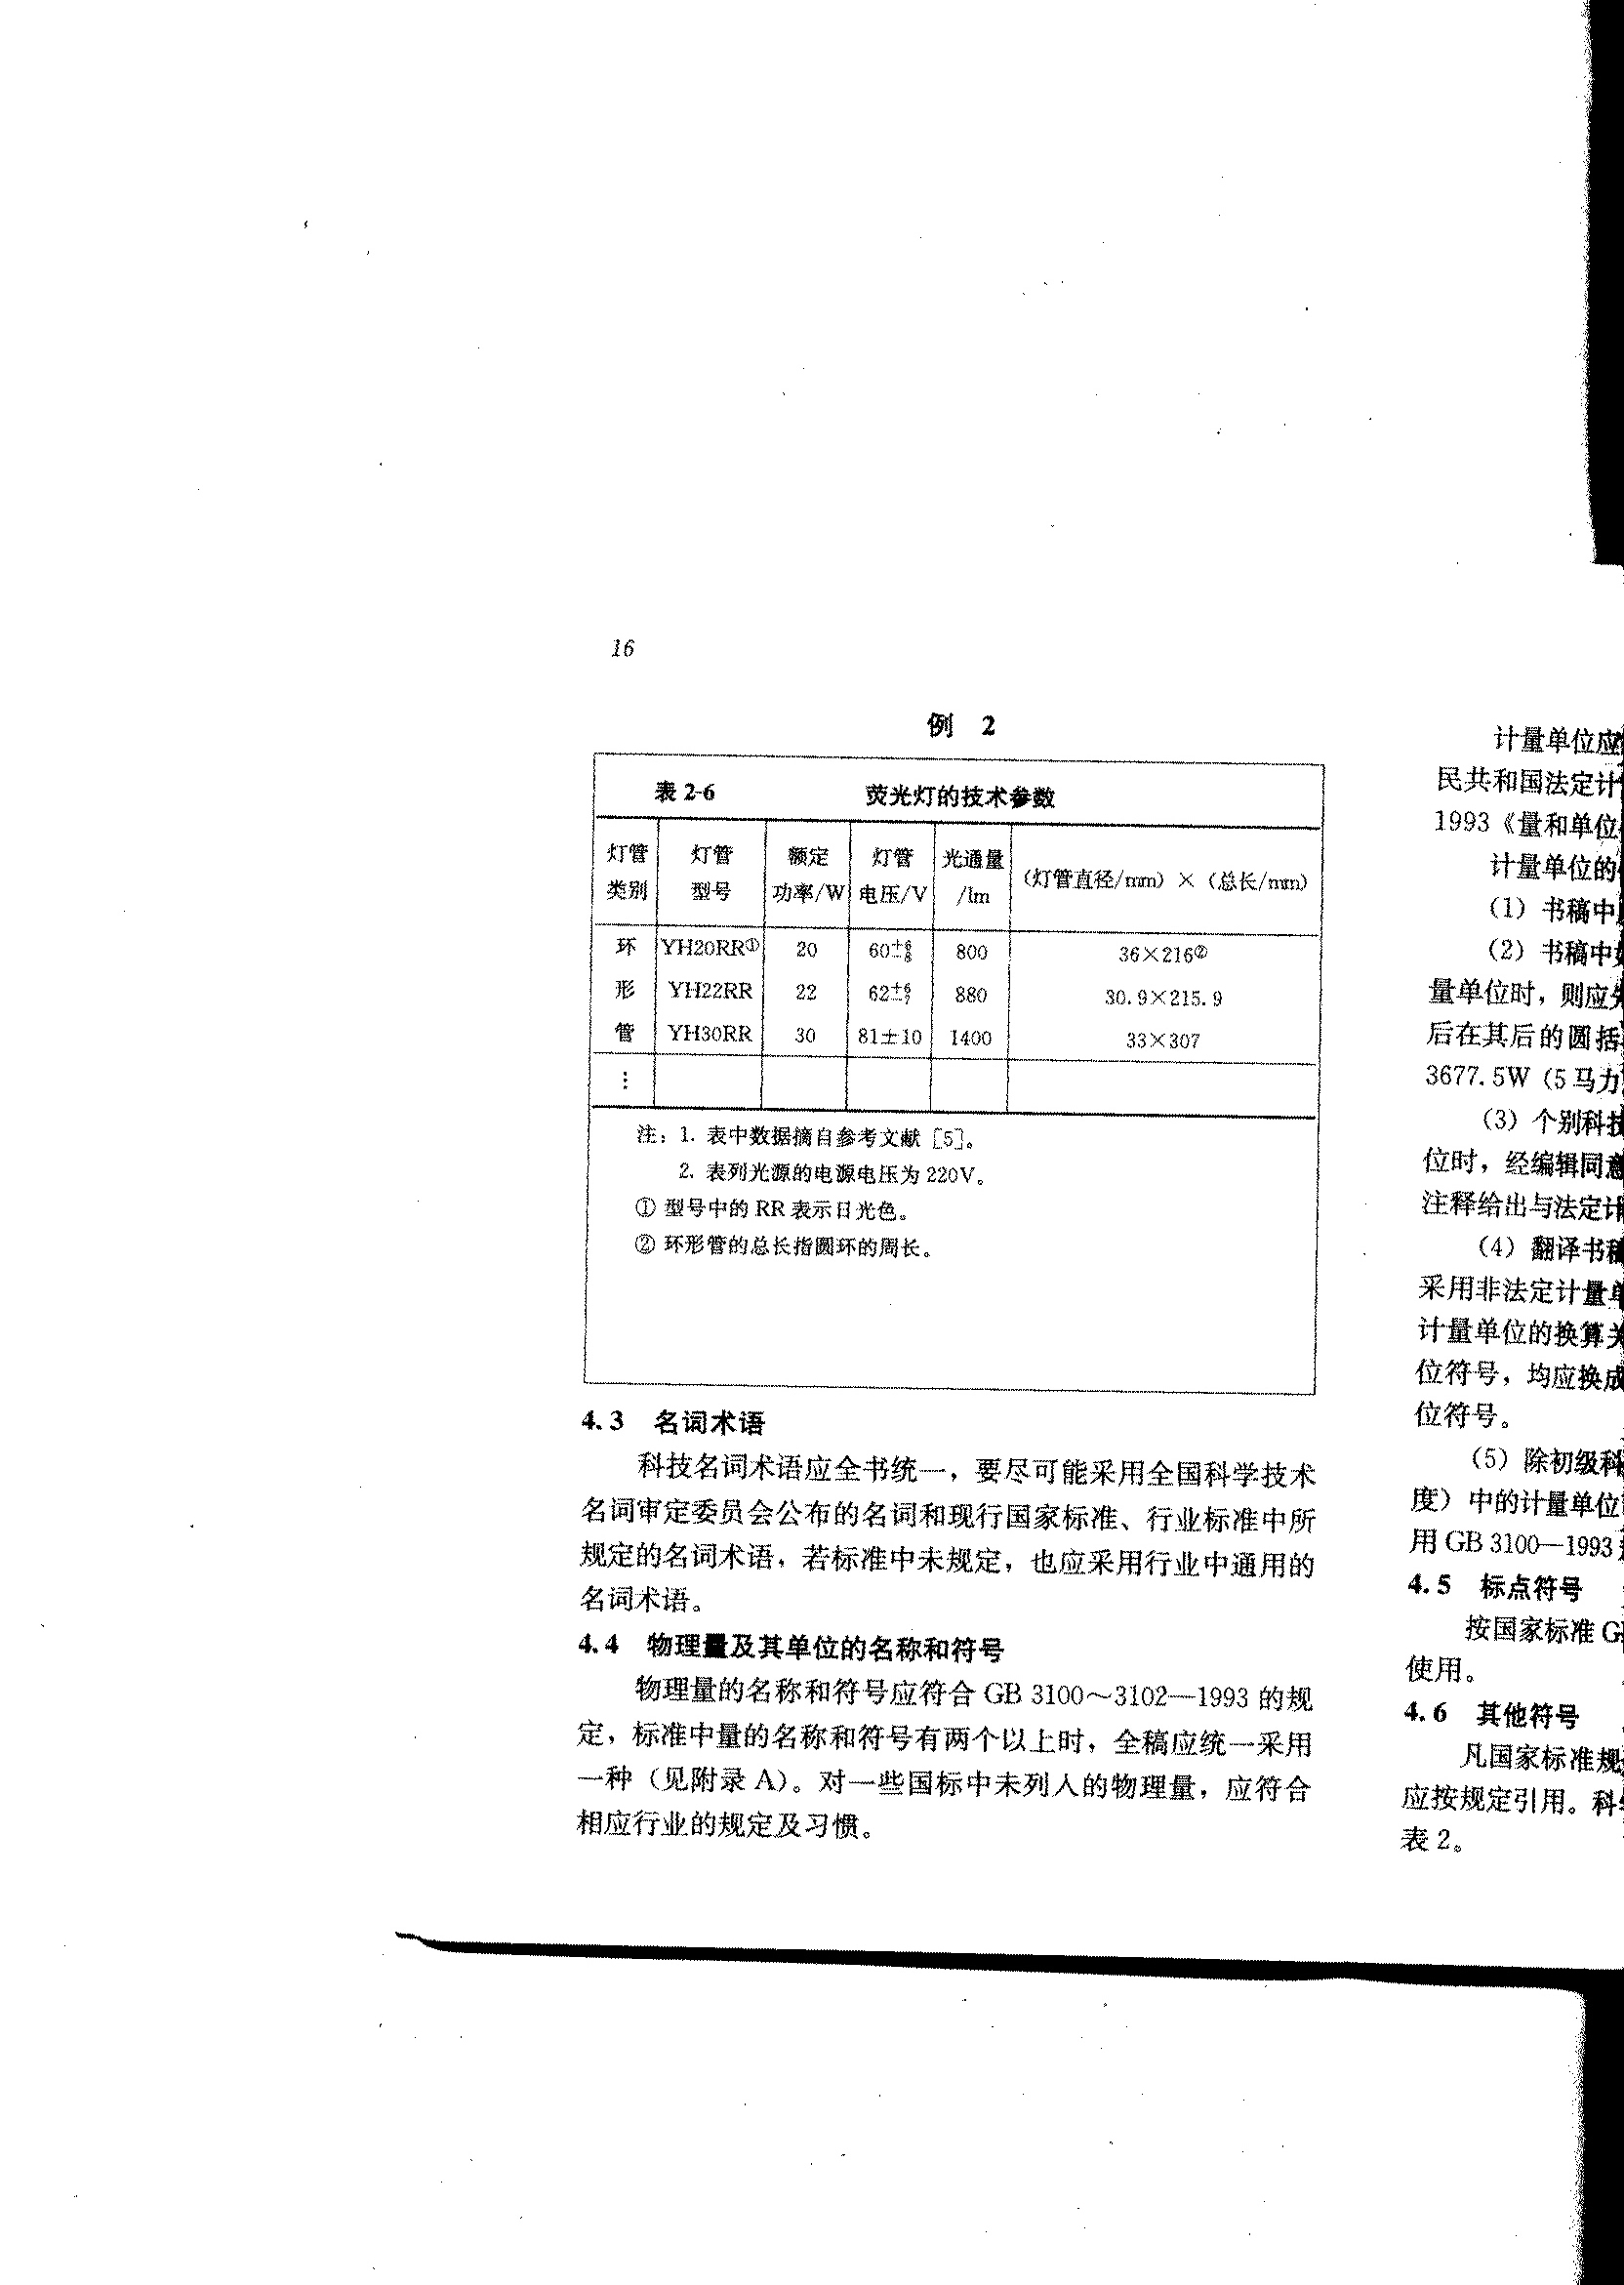 16
例 2
表 2-6 荧光灯的技术参数
灯管 灯管 额定 灯管 光通量 (灯管直径/mm) × (总长/mm)
类别 型号 功率/W 电压/V /lm
环 YH20RR① 20 60 800 36×216②
形 YH22RR 22 62 880 30.9×215.9
管 YH30RR 30 81±10 1400 33×307
⋮
注：1. 表中数据摘自参考文献 [5]。
2. 表列光源的电源电压为 220V。
① 型号中的 RR 表示日光色。
② 环形管的总长指圆环的周长。
4.3 名词术语
科技名词术语应全书统一，要尽可能采用全国科学技术
名词审定委员会公布的名词和现行国家标准、行业标准中所
规定的名词术语，若标准中未规定，也应采用行业中通用的
名词术语。
4.4 物理量及其单位的名称和符号
物理量的名称和符号应符合 GB 3100～3102—1993 的规
定，标准中量的名称和符号有两个以上时，全稿应统一采用
一种（见附录 A）。对一些国标中未列人的物理量，应符合
相应行业的规定及习惯。
计量单位应
民共和国法定计
1993《量和单位
计量单位的
（1）书稿中
（2）书稿中
量单位时，则应
后在其后的圆括
3677.5W（5 马力
（3）个别科技
位时，经编辑同意
注释给出与法定计
（4）翻译书稿
采用非法定计量单
计量单位的换算关
位符号，均应换成
位符号。
（5）除初级科
度）中的计量单位
用 GB 3100—1993
4.5 标点符号
按国家标准 G
使用。
4.6 其他符号
凡国家标准规
应按规定引用。科
表 2。